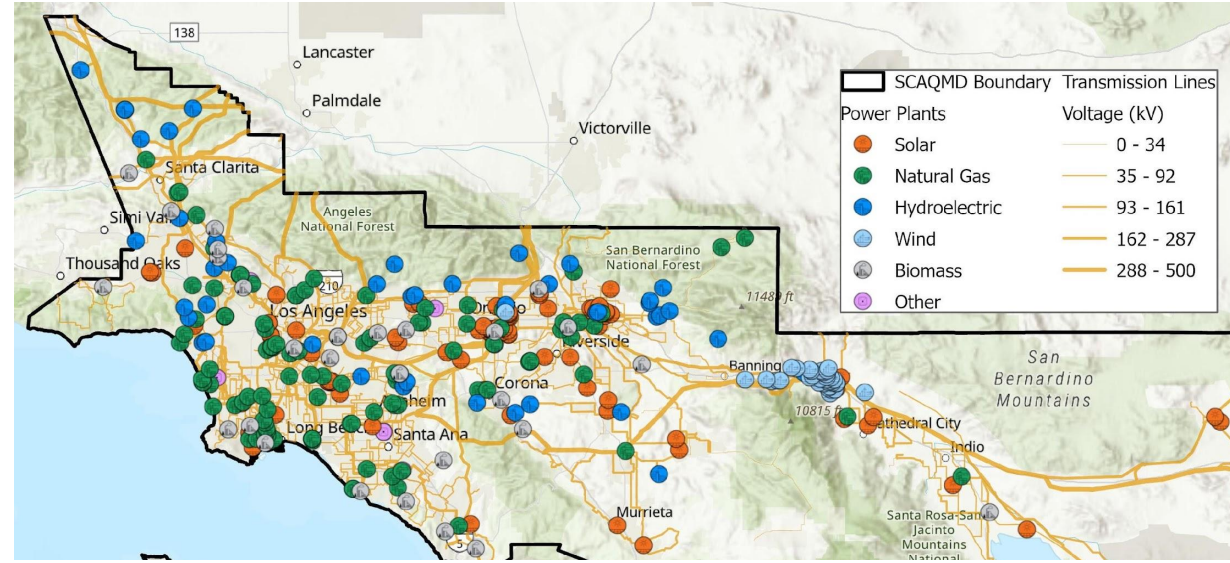 138
Lancaster
Palmdale
Victorville
Santa Clarita
Angeles
National Forest
Simi Va
San Bernardino
National Forest
Thousand Oaks
210
11489 ft
Los Angeles
Riverside
Banning
San
Bernardino
Mountains
Corona
10815 ft
Cathedral City
Long Beach
Santa Ana
Indio
Murrieta
Santa Rosa-San
Jacinto
Mountains
National
5
SCAQMD Boundary
Power Plants
Solar
Natural Gas
Hydroelectric
Wind
Biomass
Other
Transmission Lines
Voltage (kV)
0 - 34
35 - 92
93 - 161
162 - 287
288 - 500